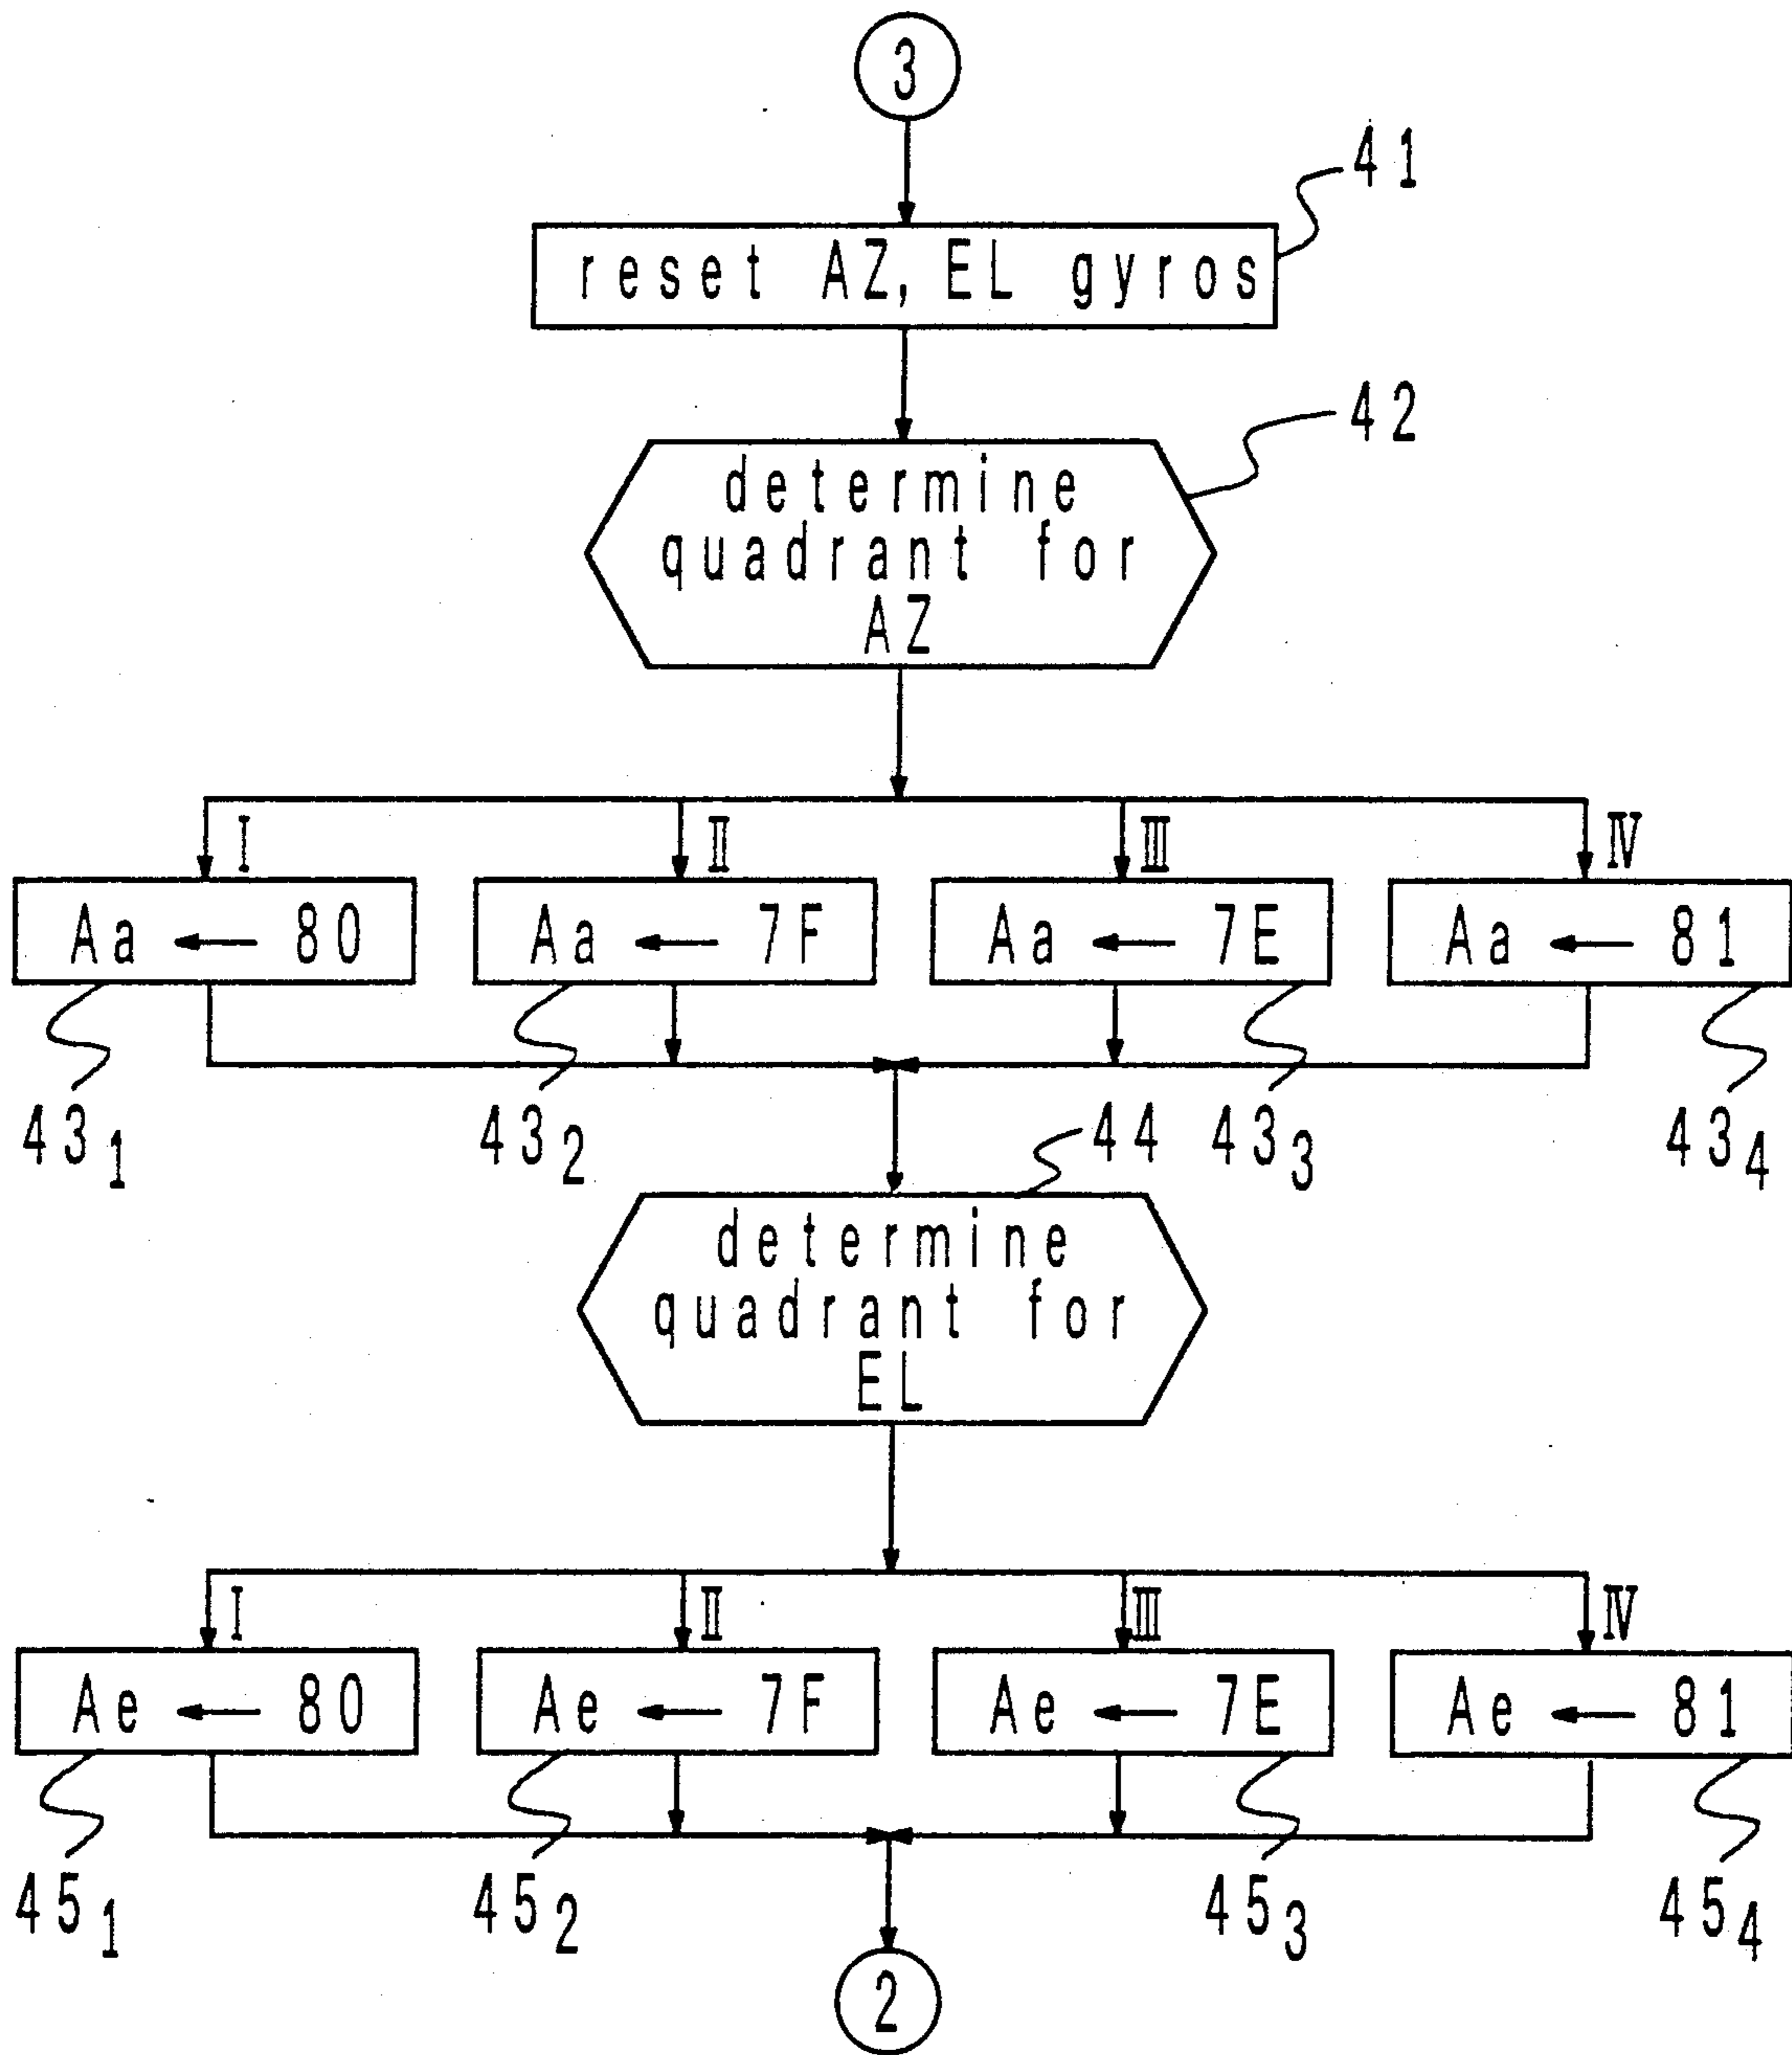 3
41
reset AZ, EL gyros
42
determine
quadrant for
AZ
I II III IV
Aa ← 80
Aa ← 7F
Aa ← 7E
Aa ← 81
43₁ 43₂ 44 43₃ 43₄
determine
quadrant for
EL
I II III IV
Ae ← 80
Ae ← 7F
Ae ← 7E
Ae ← 81
45₁ 45₂ 45₃ 45₄
2